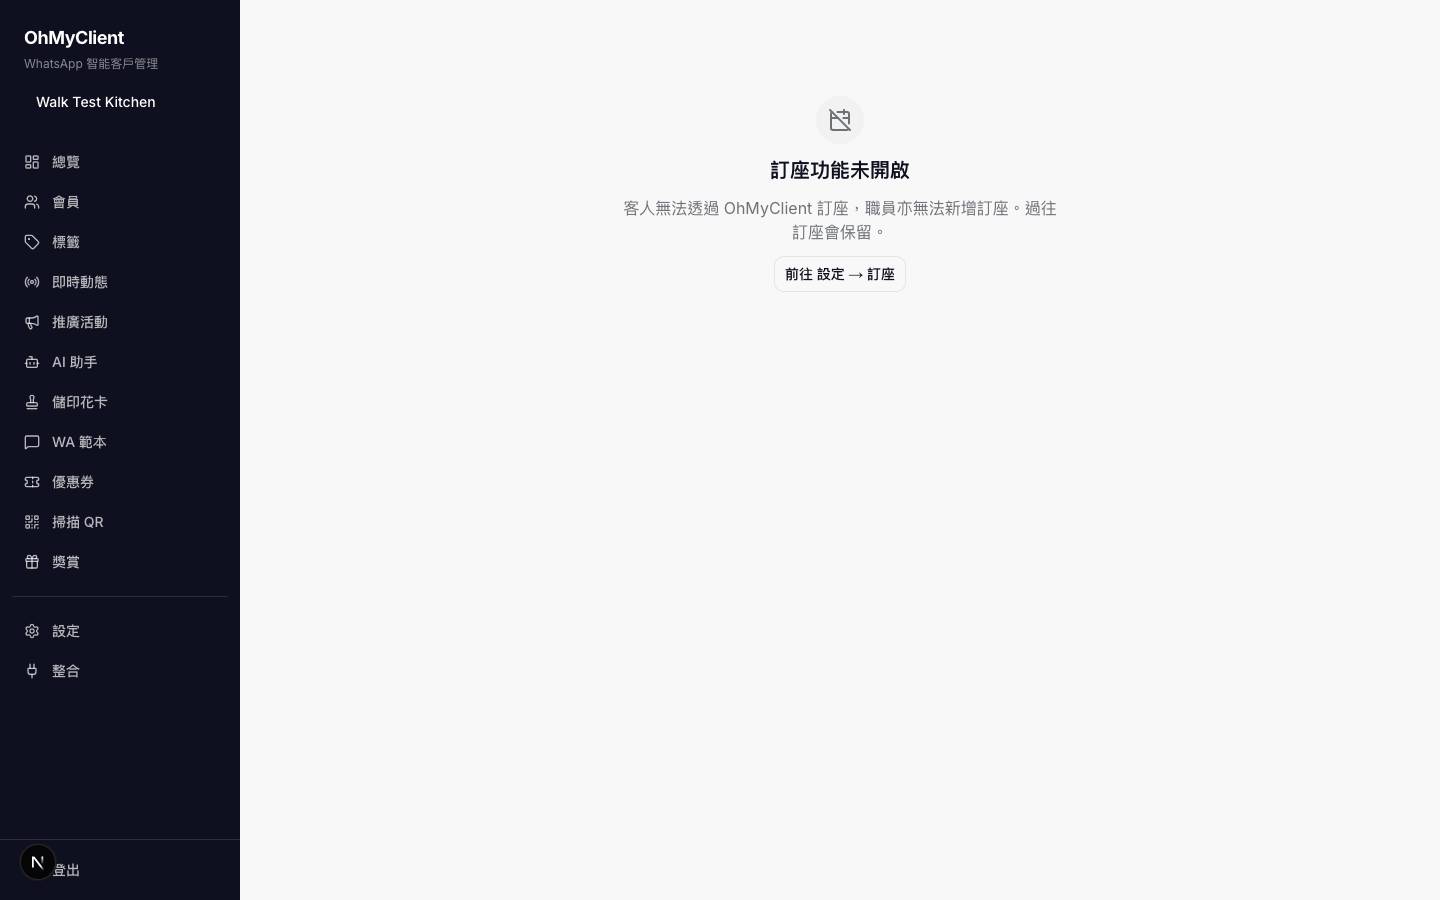 OhMyClient
WhatsApp 智能客戶管理
Walk Test Kitchen
總覽
會員
標籤
即時動態
推廣活動
AI 助手
儲印花卡
WA 範本
優惠券
掃描 QR
獎賞
設定
整合
N
登出
訂座功能未開啟
客人無法透過 OhMyClient 訂座，職員亦無法新增訂座。過往
訂座會保留。
前往 設定 → 訂座